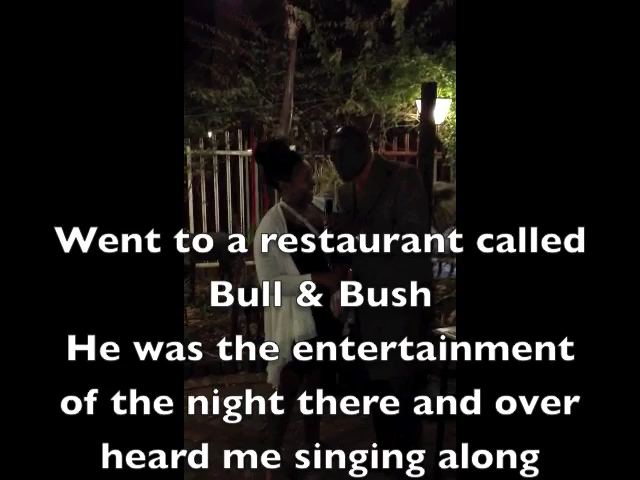 Went to a restaurant called
Bull & Bush
He was the entertainment
of the night there and over
heard me singing along